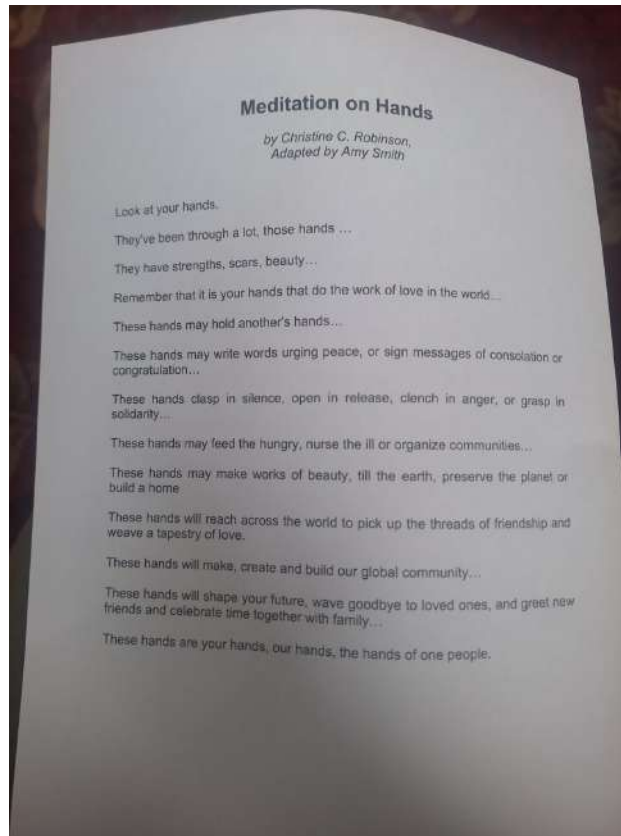 Meditation on Hands
by Christine C. Robinson,
Adapted by Amy Smith
Look at your hands.
They've been through a lot, those hands …
They have strengths, scars, beauty…
Remember that it is your hands that do the work of love in the world…
These hands may hold another's hands…
These hands may write words urging peace, or sign messages of consolation or
congratulation…
These hands clasp in silence, open in release, clench in anger, or grasp in
solidarity…
These hands may feed the hungry, nurse the ill or organize communities…
These hands may make works of beauty, till the earth, preserve the planet or
build a home
These hands will reach across the world to pick up the threads of friendship and
weave a tapestry of love.
These hands will make, create and build our global community…
These hands will shape your future, wave goodbye to loved ones, and greet new
friends and celebrate time together with family…
These hands are your hands, our hands, the hands of one people.